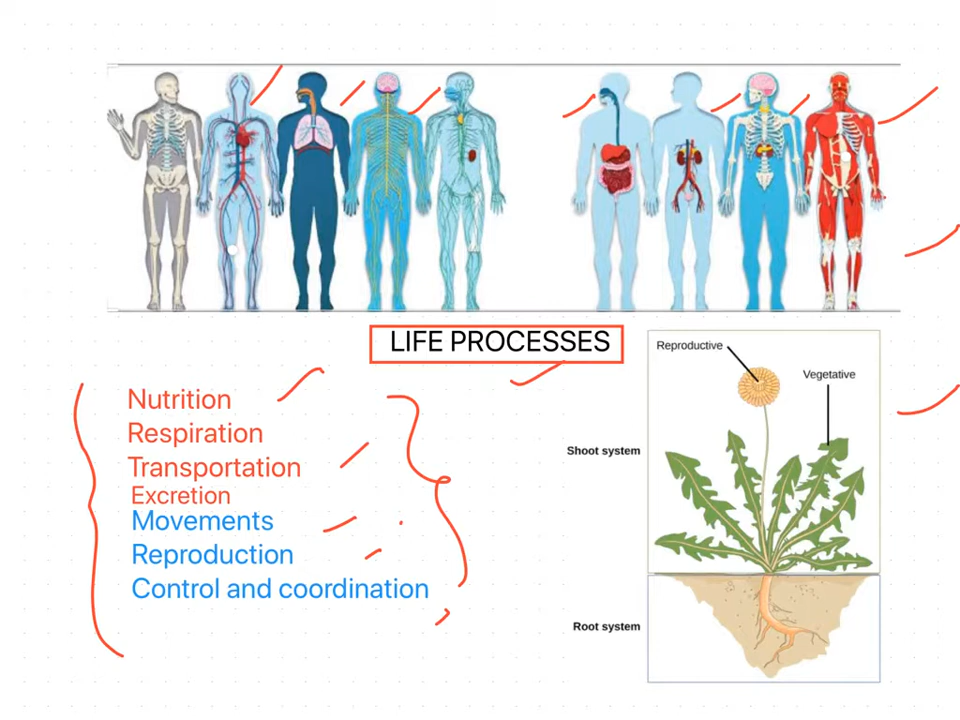 LIFE PROCESSES
Nutrition
Respiration
Transportation
Excretion
Movements
Reproduction
Control and coordination
Reproductive
Vegetative
Shoot system
Root system